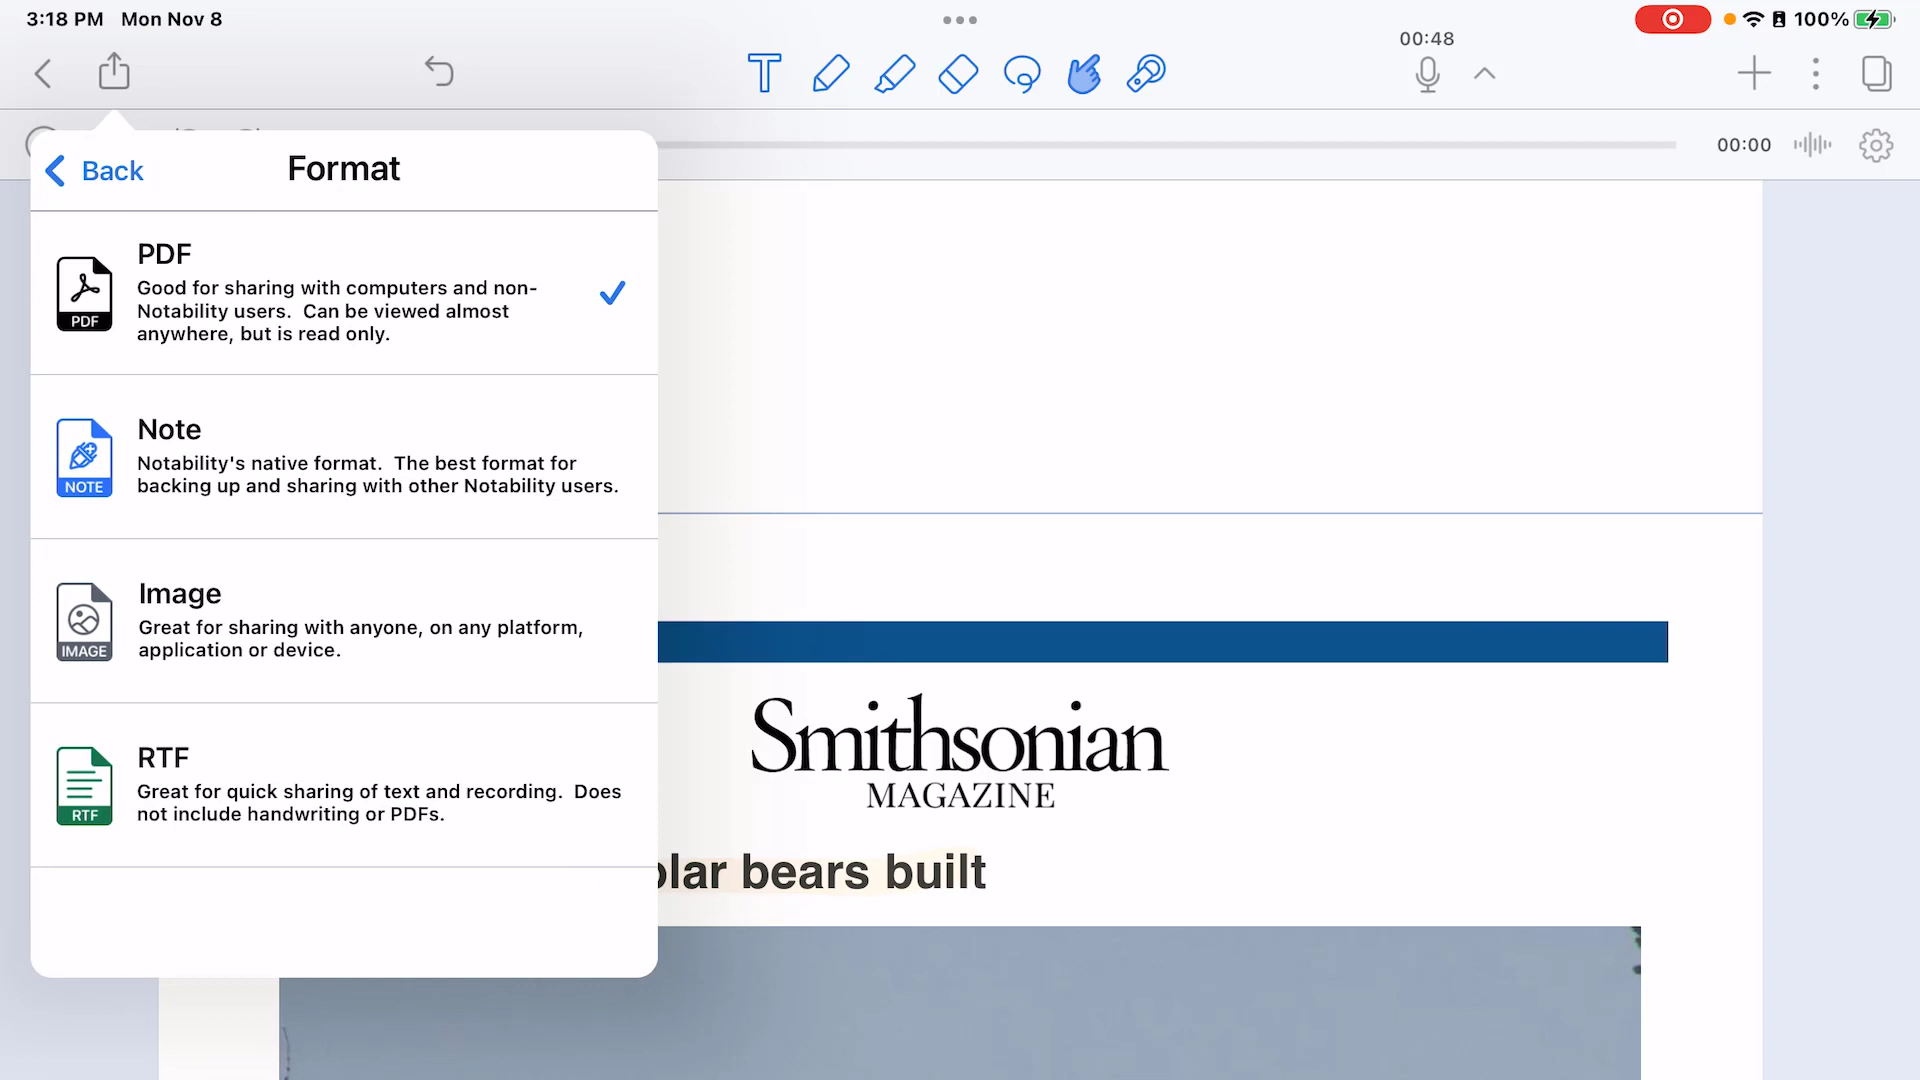 3:18 PM Mon Nov 8
100%
00:48
00:00
Back
Format
PDF
PDF
Good for sharing with computers and non-
Notability users. Can be viewed almost
anywhere, but is read only.
NOTE
Note
Notability's native format. The best format for
backing up and sharing with other Notability users.
IMAGE
Image
Great for sharing with anyone, on any platform,
application or device.
RTF
RTF
Great for quick sharing of text and recording. Does
not include handwriting or PDFs.
Smithsonian
MAGAZINE
bears built